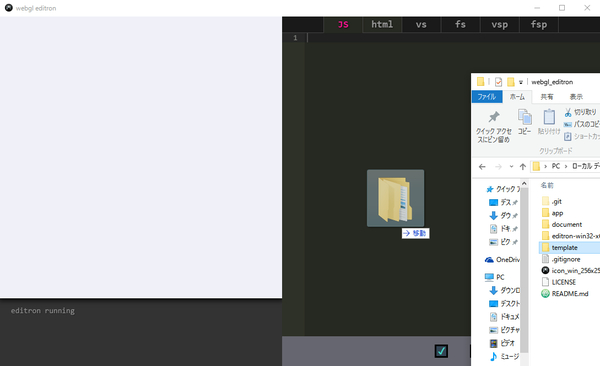 webgl editron
JS html vs fs vsp fsp
1
editron running
移動
webgl_editron
ファイル ホーム 共有 表示
クイック アクセ
スにピン留め
コピー
貼り付け
切り取り
パスのコピ
ショートカッ
クリップボード
PC ローカル デ
名前
クイック ア
デス
ダウ
ドキ
ピク
OneDriv
PC
ダウンロ
デスクト
ドキュメ
ピクチャ
ビデオ
ミュージ
.git
app
document
editron-win32-x
template
.gitignore
icon_win_256x25
LICENSE
README.md